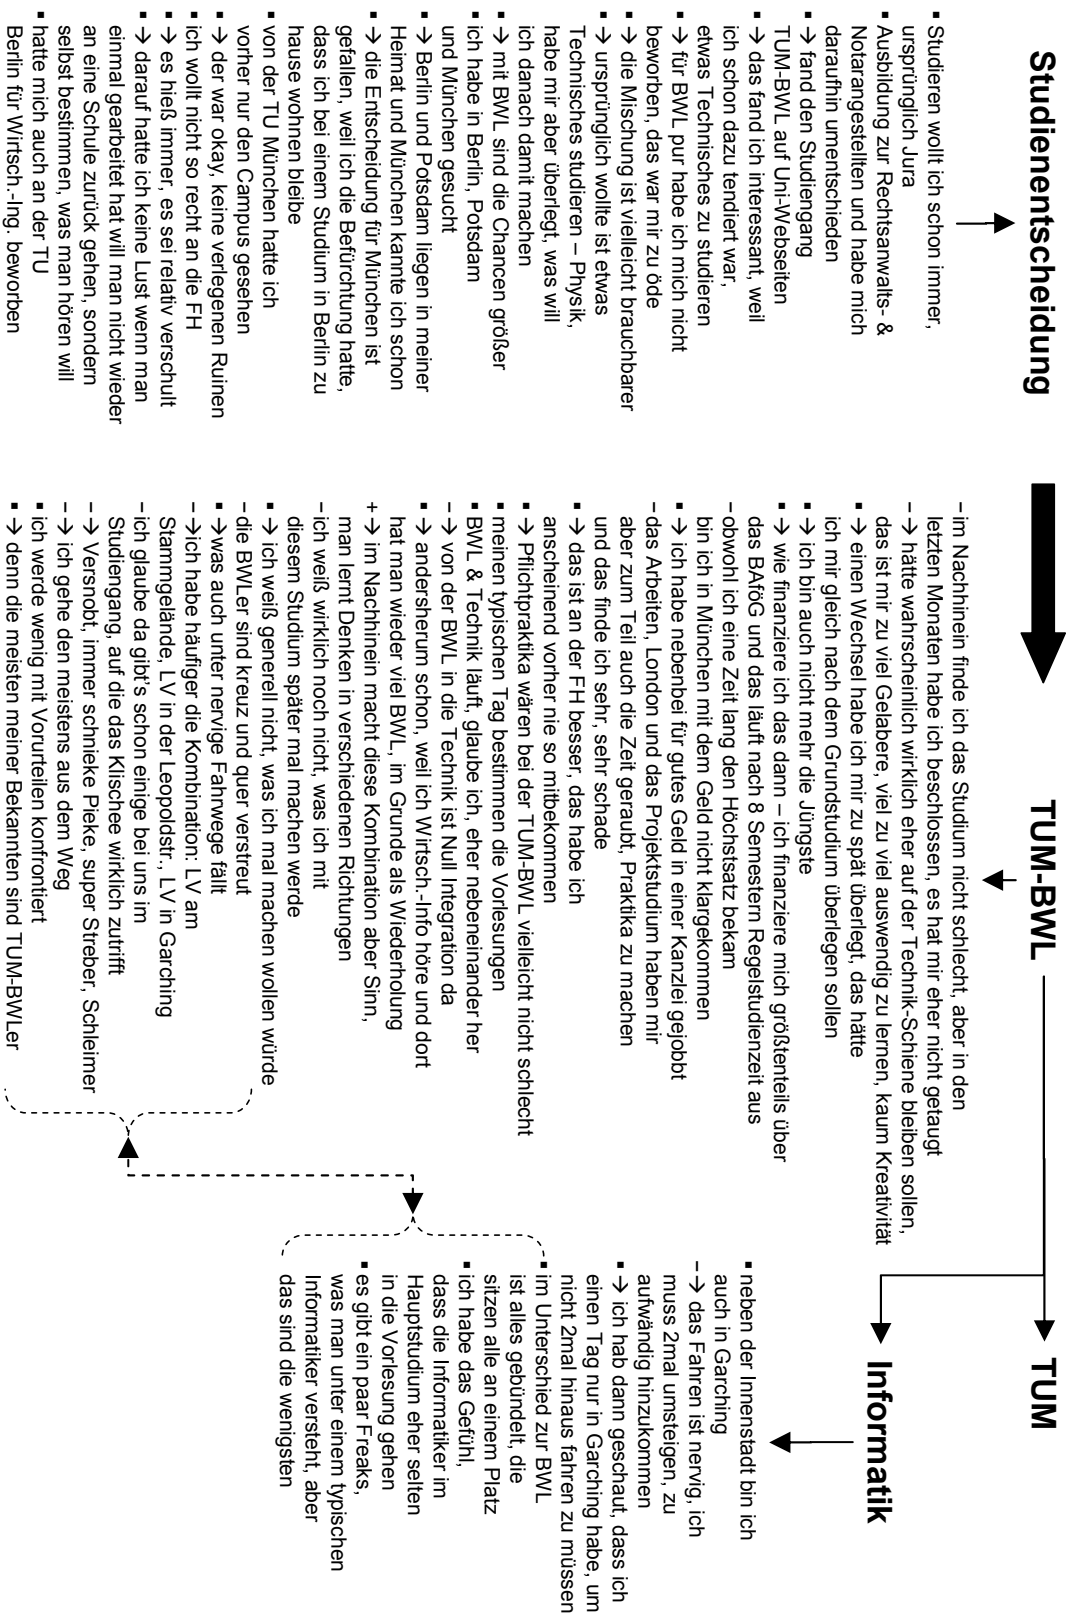 Studienentscheidung
▪ Studieren wollt ich schon immer,
ursprünglich Jura
▪ Ausbildung zur Rechtsanwalts- &
Notarangestellten und habe mich
daraufhin umentschieden
▪ → fand den Studiengang
TUM-BWL auf Uni-Webseiten
▪ → das fand ich interessant, weil
ich schon dazu tendiert war,
etwas Technisches zu studieren
▪ → für BWL pur habe ich mich nicht
beworben, das war mir zu öde
▪ → die Mischung ist vielleicht brauchbarer
▪ → ursprünglich wollte ist etwas
Technisches studieren – Physik,
habe mir aber überlegt, was will
ich danach damit machen
▪ → mit BWL sind die Chancen größer
▪ ich habe in Berlin, Potsdam
und München gesucht
▪ → Berlin und Potsdam liegen in meiner
Heimat und München kannte ich schon
▪ → die Entscheidung für München ist
gefallen, weil ich die Befürchtung hatte,
dass ich bei einem Studium in Berlin zu
hause wohnen bleibe
▪ von der TU München hatte ich
vorher nur den Campus gesehen
▪ → der war okay, keine verlegenen Ruinen
▪ ich wollt nicht so recht an die FH
▪ → es hieß immer, es sei relativ verschult
▪ → darauf hatte ich keine Lust wenn man
einmal gearbeitet hat will man nicht wieder
an eine Schule zurück gehen, sondern
selbst bestimmen, was man hören will
▪ hatte mich auch an der TU
Berlin für Wirtsch.-Ing. beworben
TUM-BWL
– im Nachhinein finde ich das Studium nicht schlecht, aber in den
letzten Monaten habe ich beschlossen, es hat mir eher nicht getaugt
– → hätte wahrscheinlich wirklich eher auf der Technik-Schiene bleiben sollen,
das ist mir zu viel Gelabere, viel zu viel auswendig zu lernen, kaum Kreativität
▪ → einen Wechsel habe ich mir zu spät überlegt, das hätte
ich mir gleich nach dem Grundstudium überlegen sollen
▪ → ich bin auch nicht mehr die Jüngste
▪ → wie finanziere ich das dann – ich finanziere mich größtenteils über
das BAföG und das läuft nach 8 Semestern Regelstudienzeit aus
– obwohl ich eine Zeit lang den Höchstsatz bekam
bin ich in München mit dem Geld nicht klargekommen
▪ → ich habe nebenbei für gutes Geld in einer Kanzlei gejobbt
– das Arbeiten, London und das Projektstudium haben mir
aber zum Teil auch die Zeit geraubt, Praktika zu machen
und das finde ich sehr, sehr schade
▪ → das ist an der FH besser, das habe ich
anscheinend vorher nie so mitbekommen
▪ → Pflichtpraktika wären bei der TUM-BWL vielleicht nicht schlecht
▪ meinen typischen Tag bestimmen die Vorlesungen
▪ BWL & Technik läuft, glaube ich, eher nebeneinander her
– → von der BWL in die Technik ist Null Integration da
▪ → andersherum schon, weil ich Wirtsch.-Info höre und dort
hat man wieder viel BWL, im Grunde als Wiederholung
+ → im Nachhinein macht diese Kombination aber Sinn,
man lernt Denken in verschiedenen Richtungen
– ich weiß wirklich noch nicht, was ich mit
diesem Studium später mal machen werde
▪ → ich weiß generell nicht, was ich mal machen wollen würde
– die BWLer sind kreuz und quer verstreut
▪ → was auch unter nervige Fahrwege fällt
– → ich habe häufiger die Kombination: LV am
Stammgelände, LV in der Leopoldstr., LV in Garching
– ich glaube da gibt's schon einige bei uns im
Studiengang, auf die das Klischee wirklich zutrifft
– → Versnobt, immer schnieke Pieke, super Streber, Schleimer
– → ich gehe den meistens aus dem Weg
▪ ich werde wenig mit Vorurteilen konfrontiert
▪ → denn die meisten meiner Bekannten sind TUM-BWLer
TUM
Informatik
▪ neben der Innenstadt bin ich
auch in Garching
– → das Fahren ist nervig, ich
muss 2mal umsteigen, zu
aufwändig hinzukommen
▪ → ich hab dann geschaut, dass ich
einen Tag nur in Garching habe, um
nicht 2mal hinaus fahren zu müssen
▪ im Unterschied zur BWL
ist alles gebündelt, die
sitzen alle an einem Platz
▪ ich habe das Gefühl,
dass die Informatiker im
Hauptstudium eher selten
in die Vorlesung gehen
▪ es gibt ein paar Freaks,
was man unter einem typischen
Informatiker versteht, aber
das sind die wenigsten